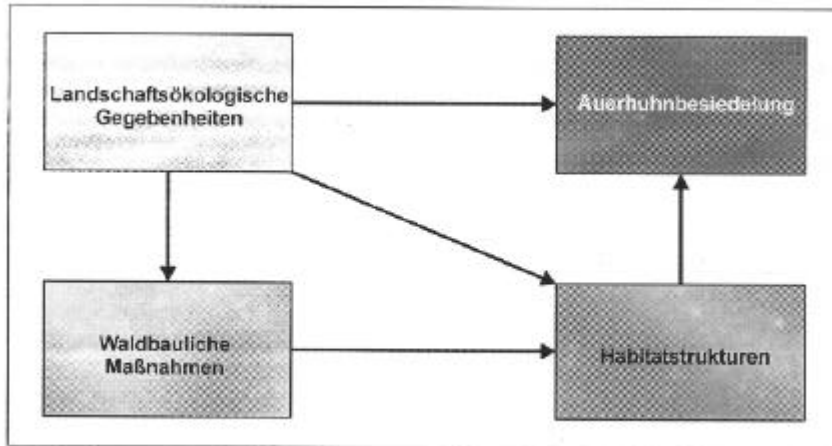 Landschaftsökologische
Gegebenheiten
Auerhuhnbesiedelung
Waldbauliche
Maßnahmen
Habitatstrukturen